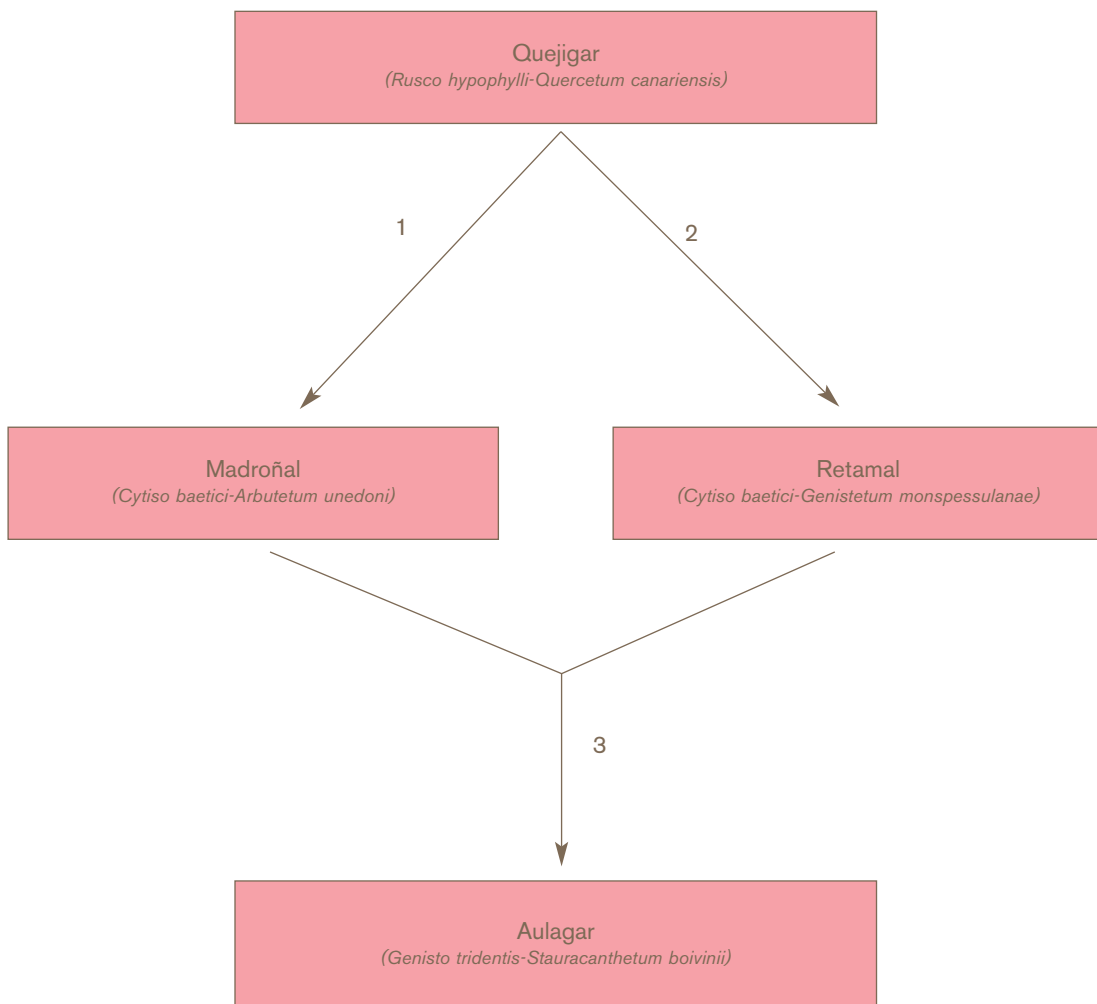 Quejigar
(Rusco hypophylli-Quercetum canariensis)
1
2
Madroñal
(Cytiso baetici-Arbutetum unedoni)
Retamal
(Cytiso baetici-Genistetum monspessulanae)
3
Aulagar
(Genisto tridentis-Stauracanthetum boivinii)